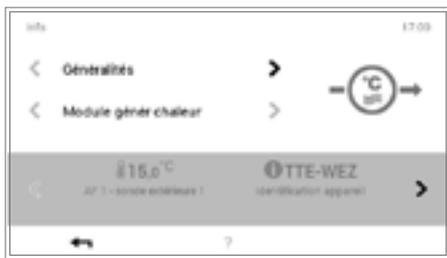 Info 17:03
< Généralités >
< Module génér chaleur >
°C
15,0 °C TTE-WEZ
AF 1 - sonde extérieure 1 Identification appareil >
?